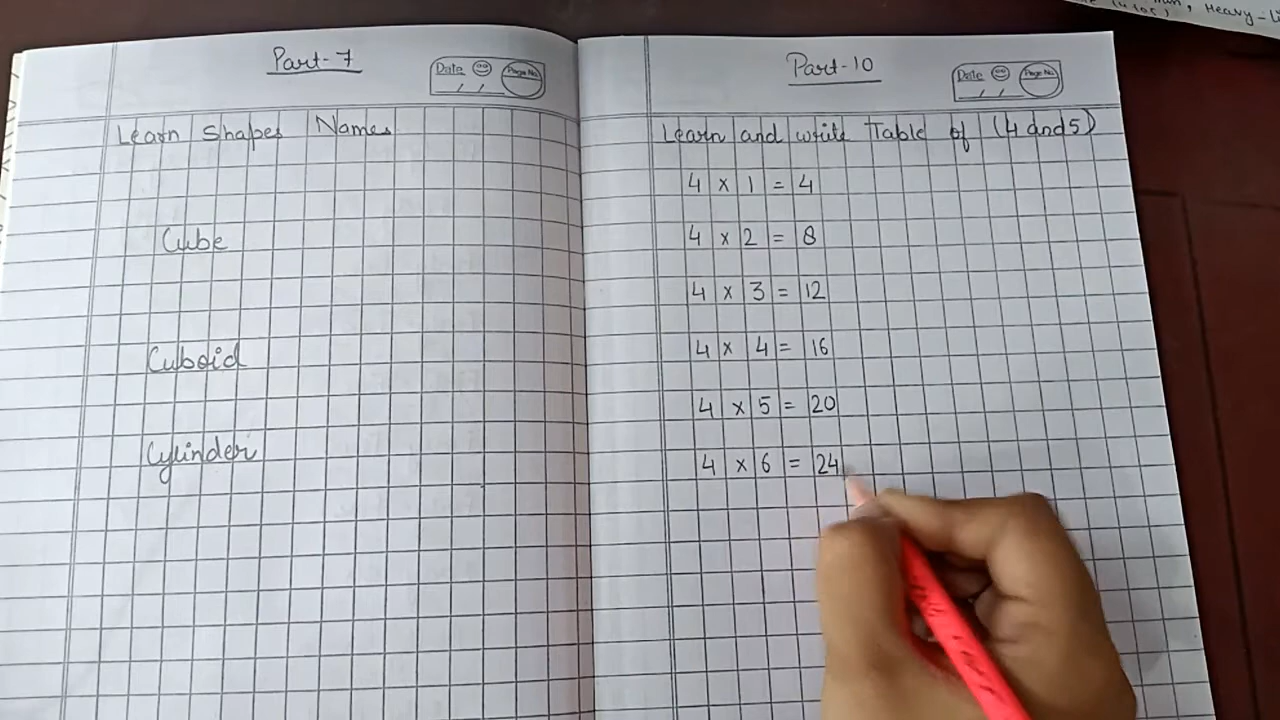 Part-7
Date
Page No.
Learn Shapes Names
Cube
Cuboid
Cylinder
Part-10
Date
Page No.
Learn and write Table of (4 and 5)
4 x 1 = 4
4 x 2 = 8
4 x 3 = 12
4 x 4 = 16
4 x 5 = 20
4 x 6 = 24
Heavy-Li